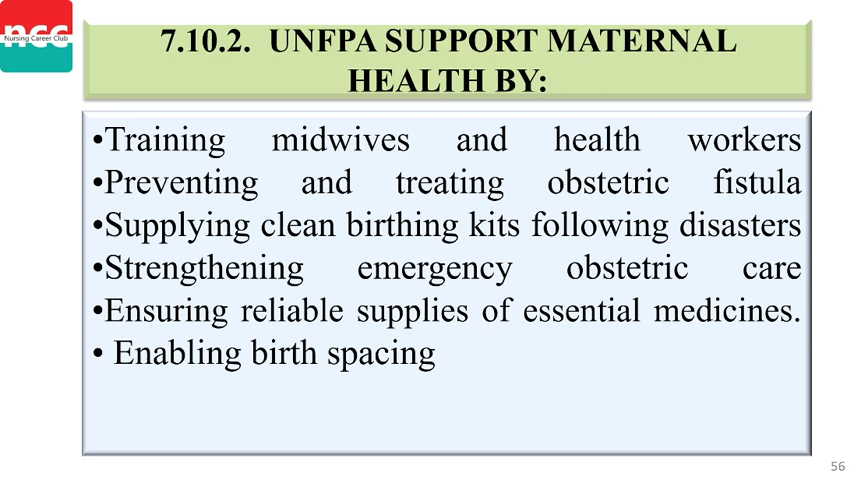 ncc
Nursing Career Club
7.10.2. UNFPA SUPPORT MATERNAL
HEALTH BY:
•Training midwives and health workers
•Preventing and treating obstetric fistula
•Supplying clean birthing kits following disasters
•Strengthening emergency obstetric care
•Ensuring reliable supplies of essential medicines.
• Enabling birth spacing
56